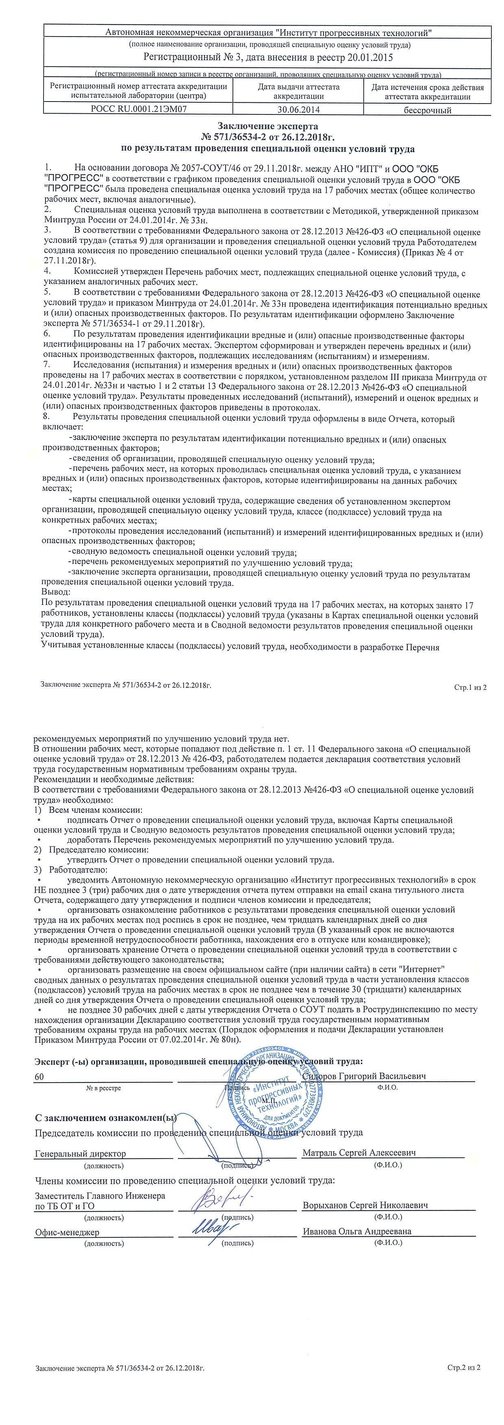 Автономная некоммерческая организация "Институт прогрессивных технологий"
(полное наименование организации, проводящей специальную оценку условий труда)
Регистрационный № 3, дата внесения в реестр 20.01.2015
(регистрационный номер записи в реестре организаций, проводящих специальную оценку условий труда)
Регистрационный номер аттестата аккредитации испытательной лаборатории (центра)
Дата выдачи аттестата аккредитации
Дата истечения срока действия аттестата аккредитации
РОСС RU.0001.21ЭМ07
30.06.2014
бессрочный
Заключение эксперта
№ 571/36534-2 от 26.12.2018г.
по результатам проведения специальной оценки условий труда
1. На основании договора № 2057-СОУТ/46 от 29.11.2018г. между АНО "ИПТ" и ООО "ОКБ
"ПРОГРЕСС" в соответствии с графиком проведения специальной оценки условий труда в ООО "ОКБ
"ПРОГРЕСС" была проведена специальная оценка условий труда на 17 рабочих местах (общее количество
рабочих мест, включая аналогичные).
2. Специальная оценка условий труда выполнена в соответствии с Методикой, утвержденной приказом
Минтруда России от 24.01.2014г. № 33н.
3. В соответствии с требованиями Федерального закона от 28.12.2013 №426-ФЗ «О специальной оценке
условий труда» (статья 9) для организации и проведения специальной оценки условий труда Работодателем
создана комиссия по проведению специальной оценки условий труда (далее - Комиссия) (Приказ № 4 от
27.11.2018г).
4. Комиссией утвержден Перечень рабочих мест, подлежащих специальной оценке условий труда, с
указанием аналогичных рабочих мест.
5. В соответствии с требованиями Федерального закона от 28.12.2013 №426-ФЗ «О специальной оценке
условий труда» и приказом Минтруда от 24.01.2014г. № 33н проведена идентификация потенциально вредных
и (или) опасных производственных факторов. По результатам идентификации оформлено Заключение
эксперта № 571/36534-1 от 29.11.2018г).
6. По результатам проведения идентификации вредные и (или) опасные производственные факторы
идентифицированы на 17 рабочих местах. Экспертом сформирован и утвержден перечень вредных и (или)
опасных производственных факторов, подлежащих исследованиям (испытаниям) и измерениям.
7. Исследования (испытания) и измерения вредных и (или) опасных производственных факторов
проведены на 17 рабочих местах в соответствии с порядком, установленном разделом III приказа Минтруда от
24.01.2014г. №33н и частью 1 и 2 статьи 13 Федерального закона от 28.12.2013 №426-ФЗ «О специальной
оценке условий труда». Результаты проведенных исследований (испытаний), измерений и оценок вредных и
(или) опасных производственных факторов приведены в протоколах.
8. Результаты проведения специальной оценки условий труда оформлены в виде Отчета, который
включает:
-заключение эксперта по результатам идентификации потенциально вредных и (или) опасных
производственных факторов;
-сведения об организации, проводящей специальную оценку условий труда;
-перечень рабочих мест, на которых проводилась специальная оценка условий труда, с указанием
вредных и (или) опасных производственных факторов, которые идентифицированы на данных рабочих
местах;
-карты специальной оценки условий труда, содержащие сведения об установленном экспертом
организации, проводящей специальную оценку условий труда, классе (подклассе) условий труда на
конкретных рабочих местах;
-протоколы проведения исследований (испытаний) и измерений идентифицированных вредных и (или)
опасных производственных факторов;
-сводную ведомость специальной оценки условий труда;
-перечень рекомендуемых мероприятий по улучшению условий труда;
-заключение эксперта организации, проводящей специальную оценку условий труда по результатам
проведения специальной оценки условий труда.
Вывод:
По результатам проведения специальной оценки условий труда на 17 рабочих местах, на которых занято 17
работников, установлены классы (подклассы) условий труда (указаны в Картах специальной оценки условий
труда для конкретного рабочего места и в Сводной ведомости результатов проведения специальной оценки
условий труда).
Учитывая установленные классы (подклассы) условий труда, необходимости в разработке Перечня
Заключение эксперта № 571/36534-2 от 26.12.2018г.
Стр.1 из 2
рекомендуемых мероприятий по улучшению условий труда нет.
В отношении рабочих мест, которые попадают под действие п. 1 ст. 11 Федерального закона «О специальной
оценке условий труда» от 28.12.2013 № 426-ФЗ, работодателем подается декларация соответствия условий
труда государственным нормативным требованиям охраны труда.
Рекомендации и необходимые действия:
В соответствии с требованиями Федерального закона от 28.12.2013 №426-ФЗ «О специальной оценке условий
труда» необходимо:
1) Всем членам комиссии:
• подписать Отчет о проведении специальной оценки условий труда, включая Карты специальной
оценки условий труда и Сводную ведомость результатов проведения специальной оценки условий труда;
• доработать Перечень рекомендуемых мероприятий по улучшению условий труда.
2) Председателю комиссии:
• утвердить Отчет о проведении специальной оценки условий труда.
3) Работодателю:
• уведомить Автономную некоммерческую организацию «Институт прогрессивных технологий» в срок
НЕ позднее 3 (три) рабочих дня о дате утверждения отчета путем отправки на email скана титульного листа
Отчета, содержащего дату утверждения и подписи членов комиссии и председателя;
• организовать ознакомление работников с результатами проведения специальной оценки условий
труда на их рабочих местах под роспись в срок не позднее, чем тридцать календарных дней со дня
утверждения Отчета о проведении специальной оценки условий труда (В указанный срок не включаются
периоды временной нетрудоспособности работника, нахождения его в отпуске или командировке);
• организовать хранение Отчета о проведении специальной оценки условий труда в соответствии с
требованиями действующего законодательства;
• организовать размещение на своем официальном сайте (при наличии сайта) в сети "Интернет"
сводных данных о результатах проведения специальной оценки условий труда в части установления классов
(подклассов) условий труда на рабочих местах в срок не позднее чем в течение 30 (тридцати) календарных
дней со дня утверждения Отчета о проведении специальной оценки условий труда;
• не позднее 30 рабочих дней с даты утверждения Отчета о СОУТ подать в Рострудинспекцию по месту
нахождения организации Декларацию соответствия условий труда государственным нормативным
требованиям охраны труда на рабочих местах (Порядок оформления и подачи Декларации установлен
Приказом Минтруда России от 07.02.2014г. № 80н).
Эксперт (-ы) организации, проводившей специальную оценку условий труда:
60
Сидоров Григорий Васильевич
№ в реестре
Подпись
Ф.И.О.
М.П.
«Институт
прогрессивных
технологий»
Для документов
С заключением ознакомлен(ы)
Председатель комиссии по проведению специальной оценки условий труда
Генеральный директор
Матраль Сергей Алексеевич
(должность)
(подпись)
(Ф.И.О.)
Члены комиссии по проведению специальной оценки условий труда:
Заместитель Главного Инженера
по ТБ ОТ и ГО
Ворыханов Сергей Николаевич
(должность)
(подпись)
(Ф.И.О.)
Офис-менеджер
Иванова Ольга Андреевна
(должность)
(подпись)
(Ф.И.О.)
Заключение эксперта № 571/36534-2 от 26.12.2018г.
Стр.2 из 2